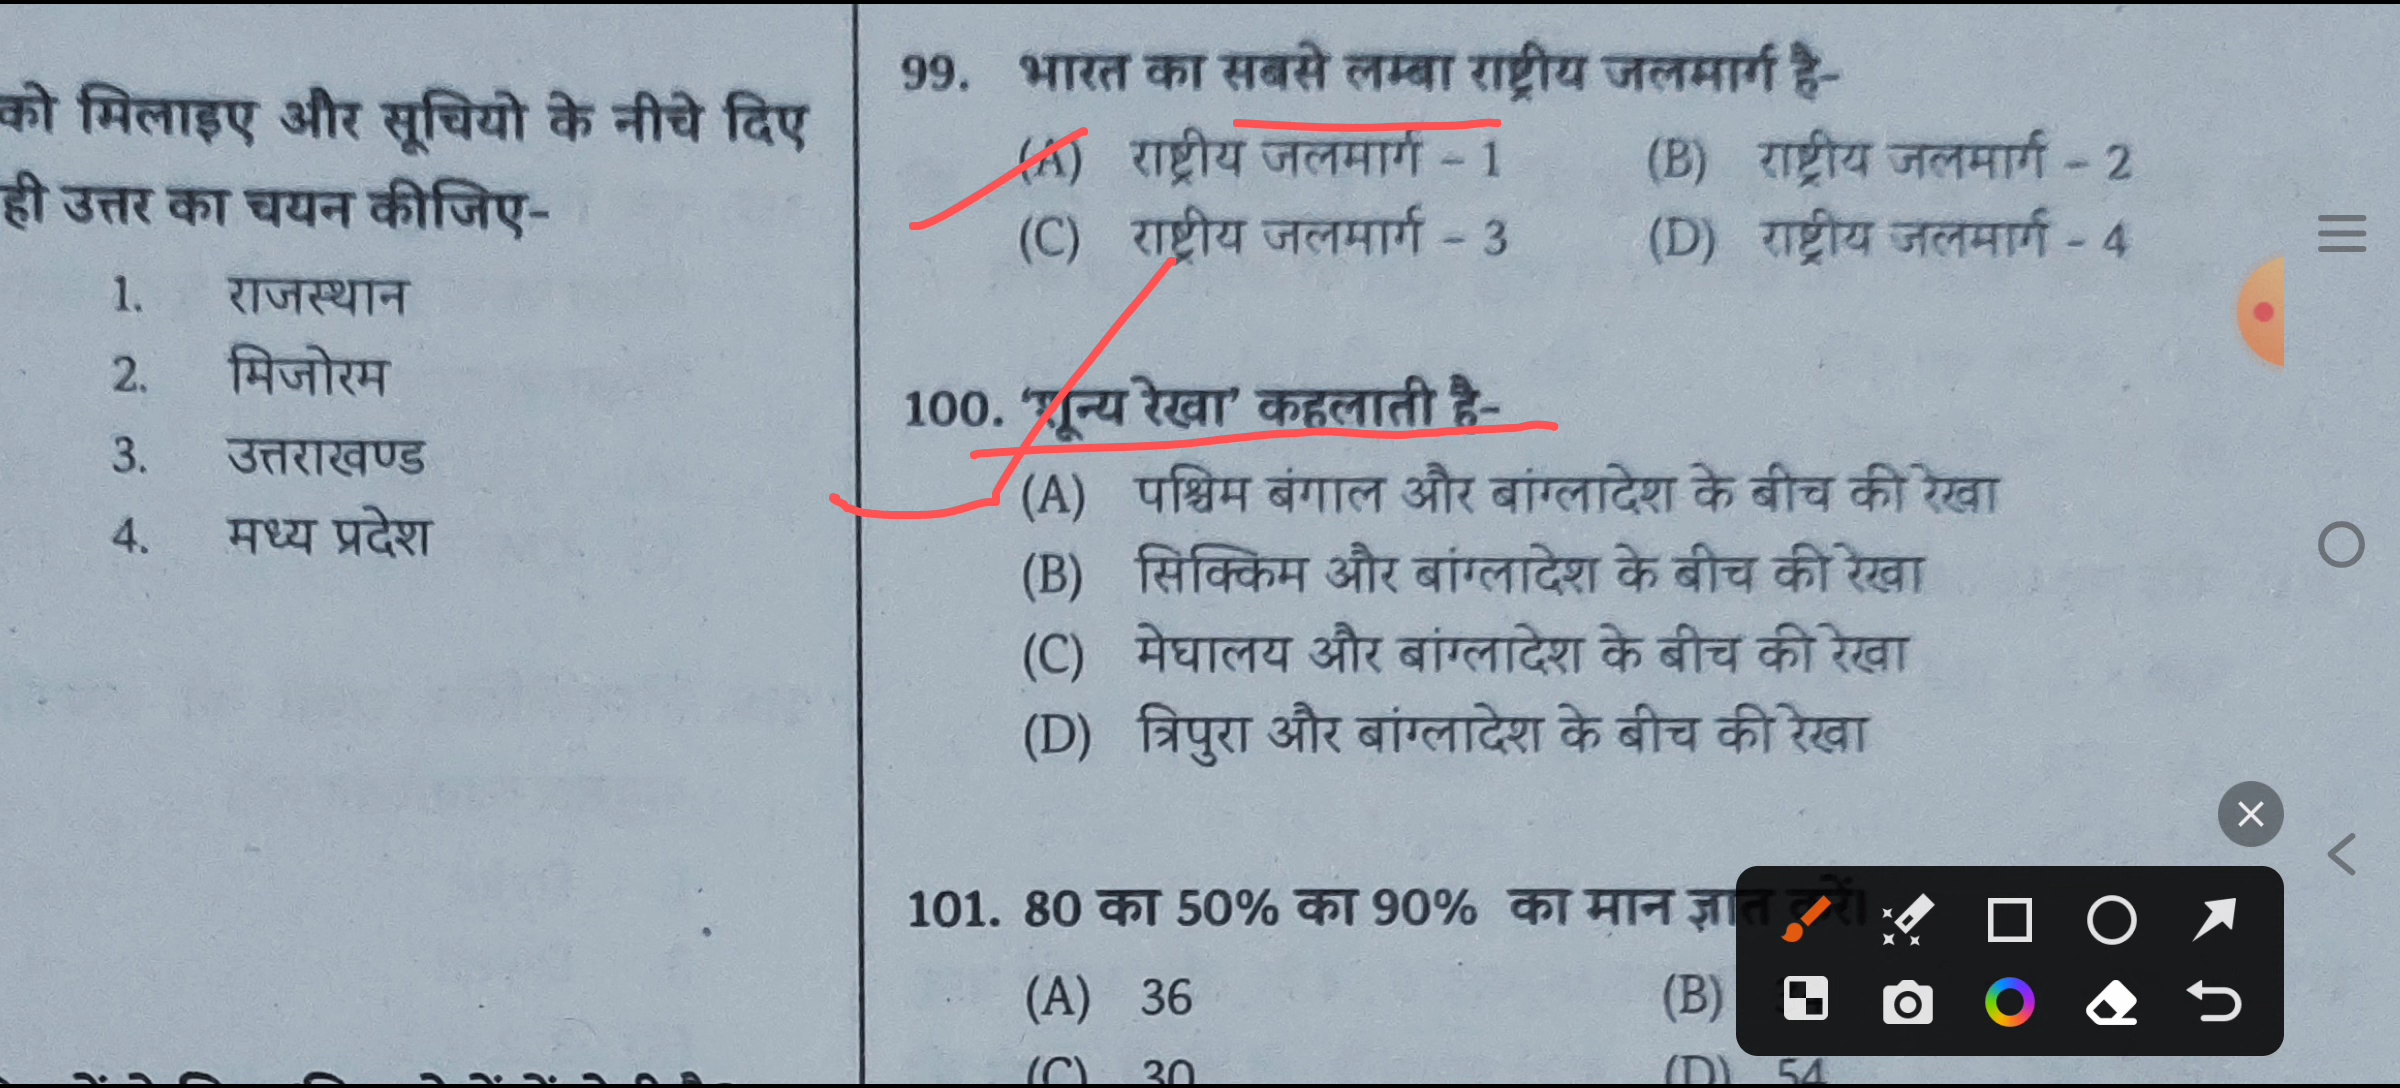 को मिलाइए और सूचियो के नीचे दिए
ही उत्तर का चयन कीजिए-
1. राजस्थान
2. मिजोरम
3. उत्तराखण्ड
4. मध्य प्रदेश
99. भारत का सबसे लम्बा राष्ट्रीय जलमार्ग है-
(A) राष्ट्रीय जलमार्ग - 1 (B) राष्ट्रीय जलमार्ग - 2
(C) राष्ट्रीय जलमार्ग - 3 (D) राष्ट्रीय जलमार्ग - 4
100. ‘शून्य रेखा’ कहलाती है-
(A) पश्चिम बंगाल और बांग्लादेश के बीच की रेखा
(B) सिक्किम और बांग्लादेश के बीच की रेखा
(C) मेघालय और बांग्लादेश के बीच की रेखा
(D) त्रिपुरा और बांग्लादेश के बीच की रेखा
101. 80 का 50% का 90% का मान ज्ञात करें।
(A) 36 (B)
(C) 30 (D) 54